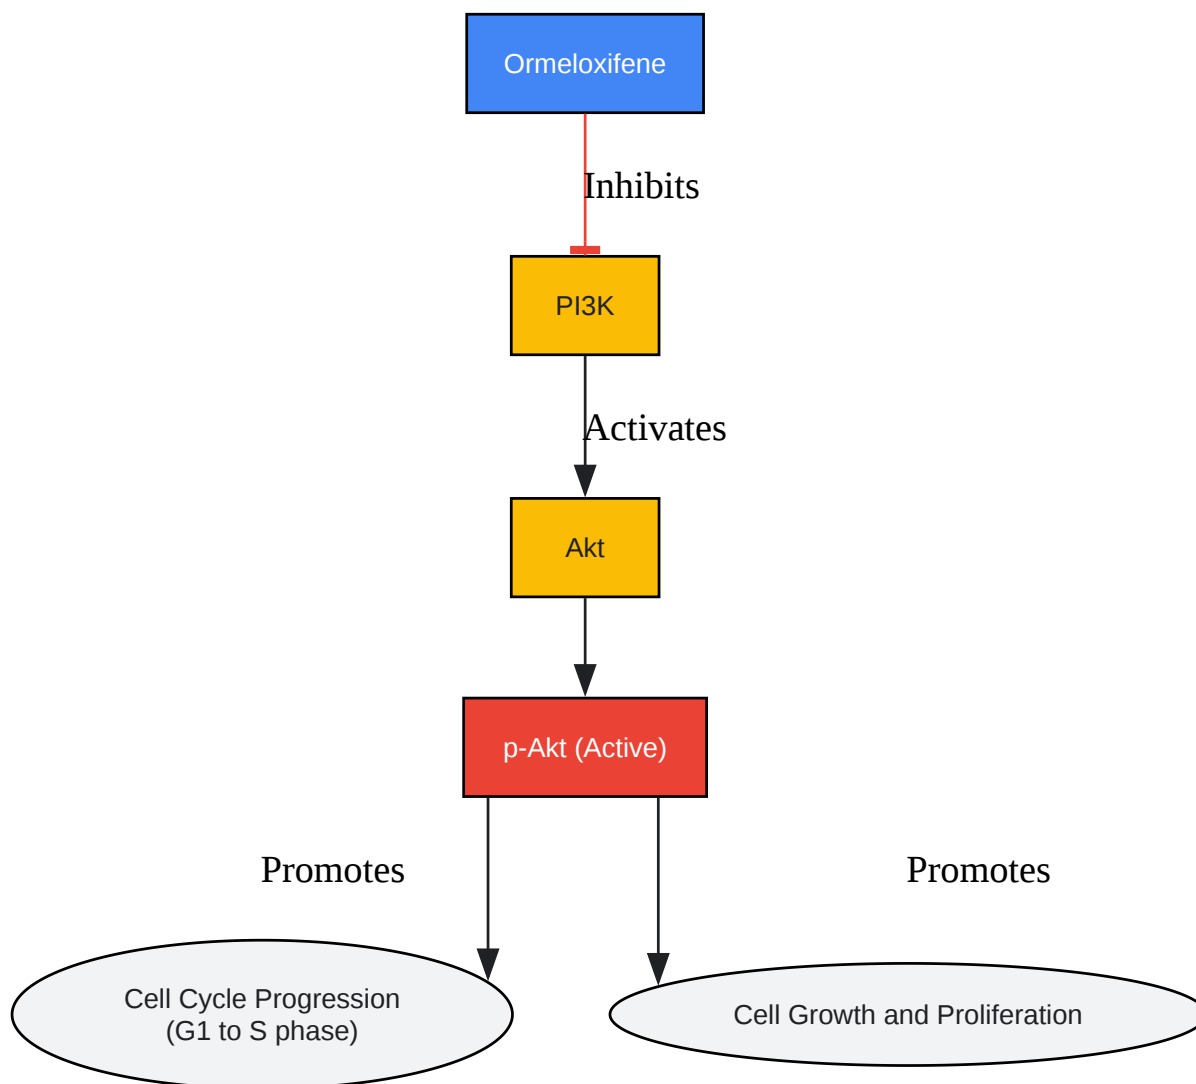 Ormeloxifene
Inhibits
PI3K
Activates
Akt
p-Akt (Active)
Promotes
Promotes
Cell Cycle Progression
(G1 to S phase)
Cell Growth and Proliferation